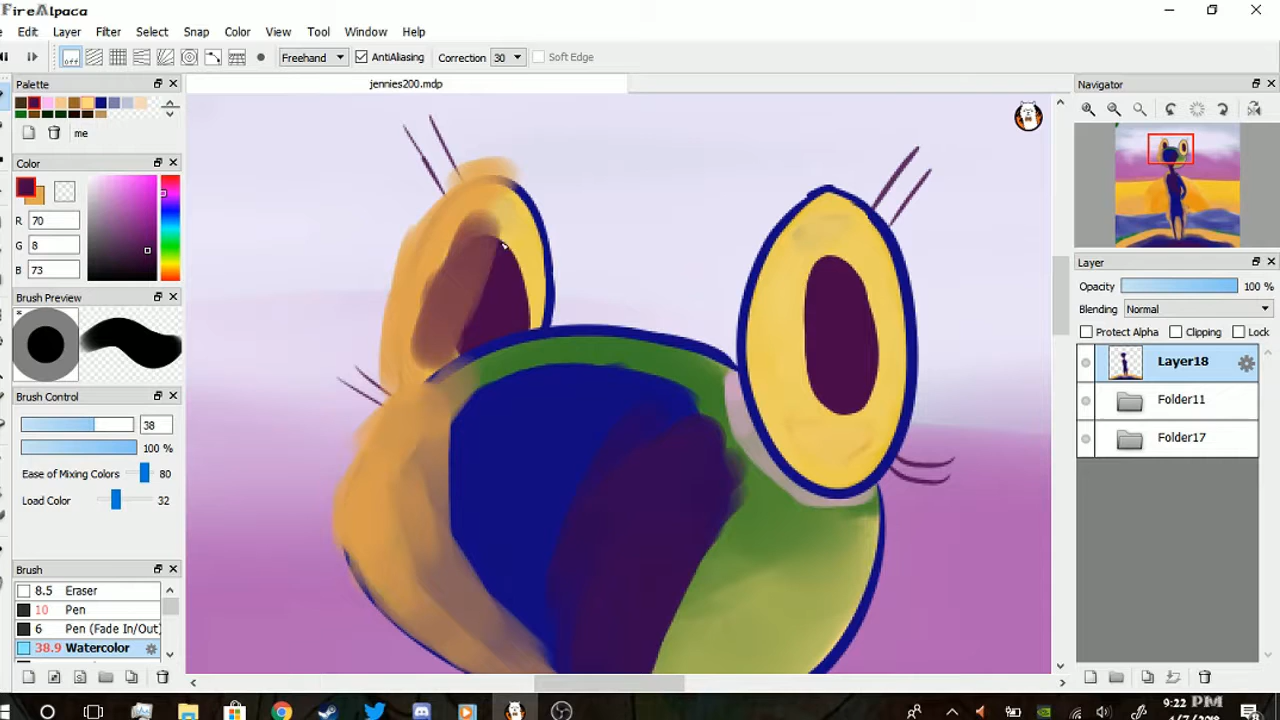 FireAlpaca
Edit Layer Filter Select Snap Color View Tool Window Help
off Freehand AntiAliasing Correction 30 Soft Edge
Palette jennies200.mdp Navigator
me
Color
R 70
G 8
B 73
Layer
Opacity 100 %
Brush Preview
Blending Normal
Protect Alpha Clipping Lock
Layer18
Folder11
Brush Control
38
Folder17
100 %
Ease of Mixing Colors 80
Load Color 32
Brush
8.5 Eraser
10 Pen
6 Pen (Fade In/Out)
38.9 Watercolor
9:22 PM